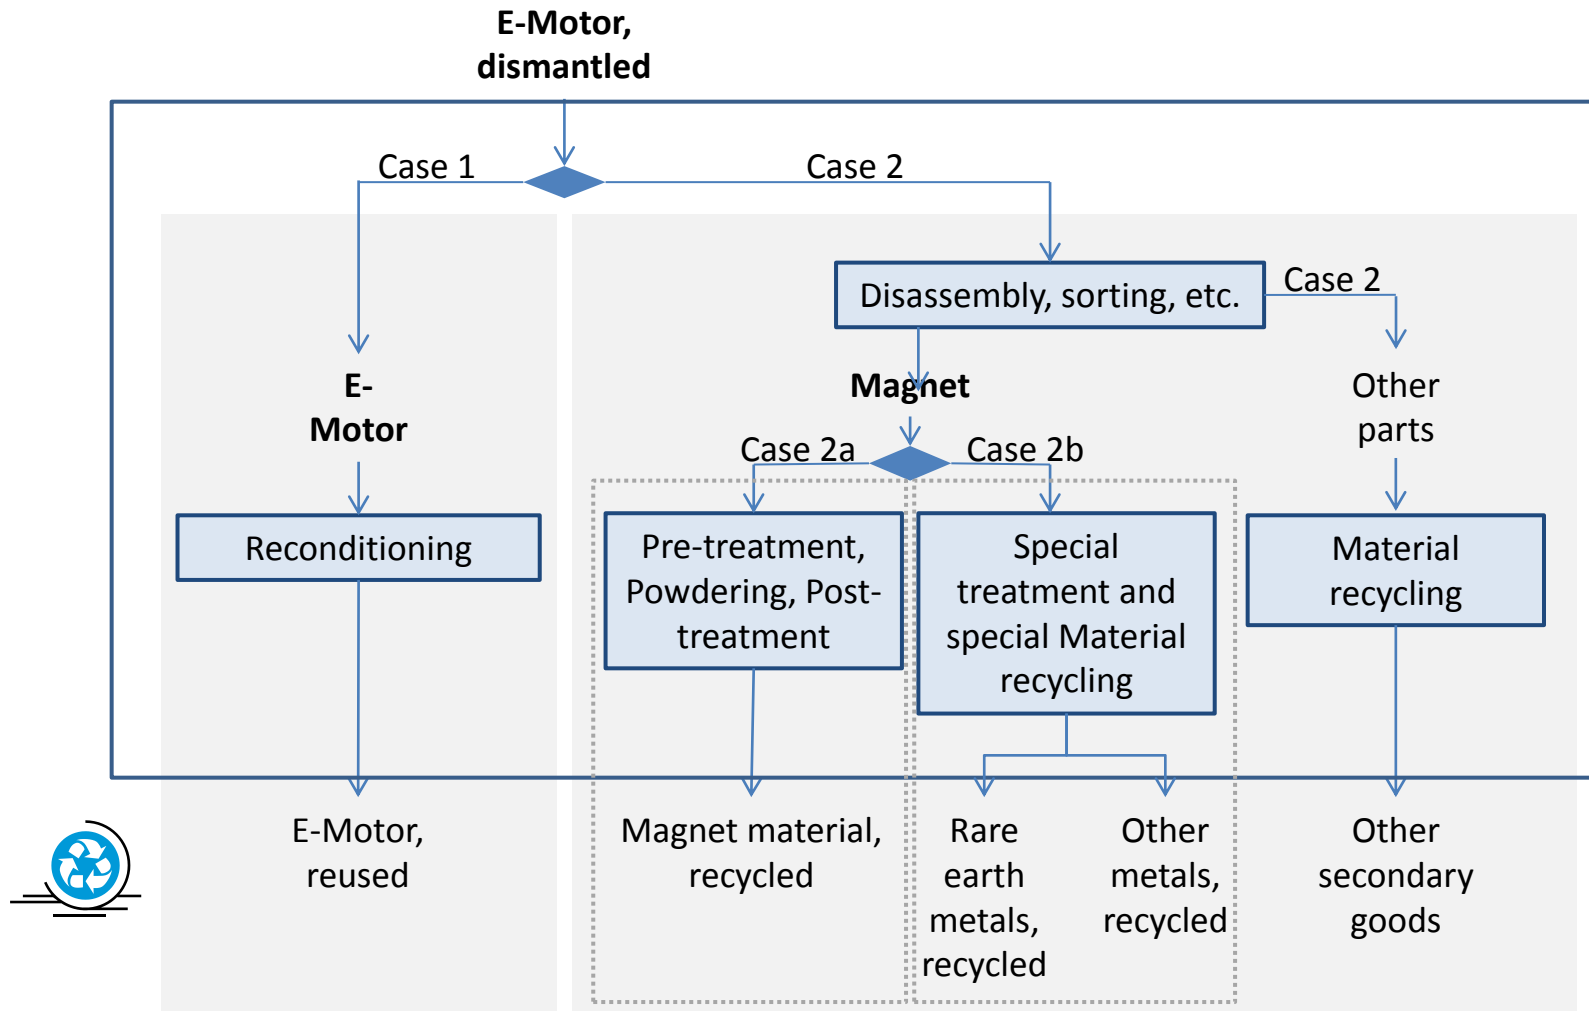 E-Motor,
dismantled
Case 1
Case 2
Disassembly, sorting, etc.
Case 2
E-
Motor
Magnet
Other
parts
Case 2a
Case 2b
Reconditioning
Pre-treatment,
Powdering, Post-
treatment
Special
treatment and
special Material
recycling
Material
recycling
E-Motor,
reused
Magnet material,
recycled
Rare
earth
metals,
recycled
Other
metals,
recycled
Other
secondary
goods